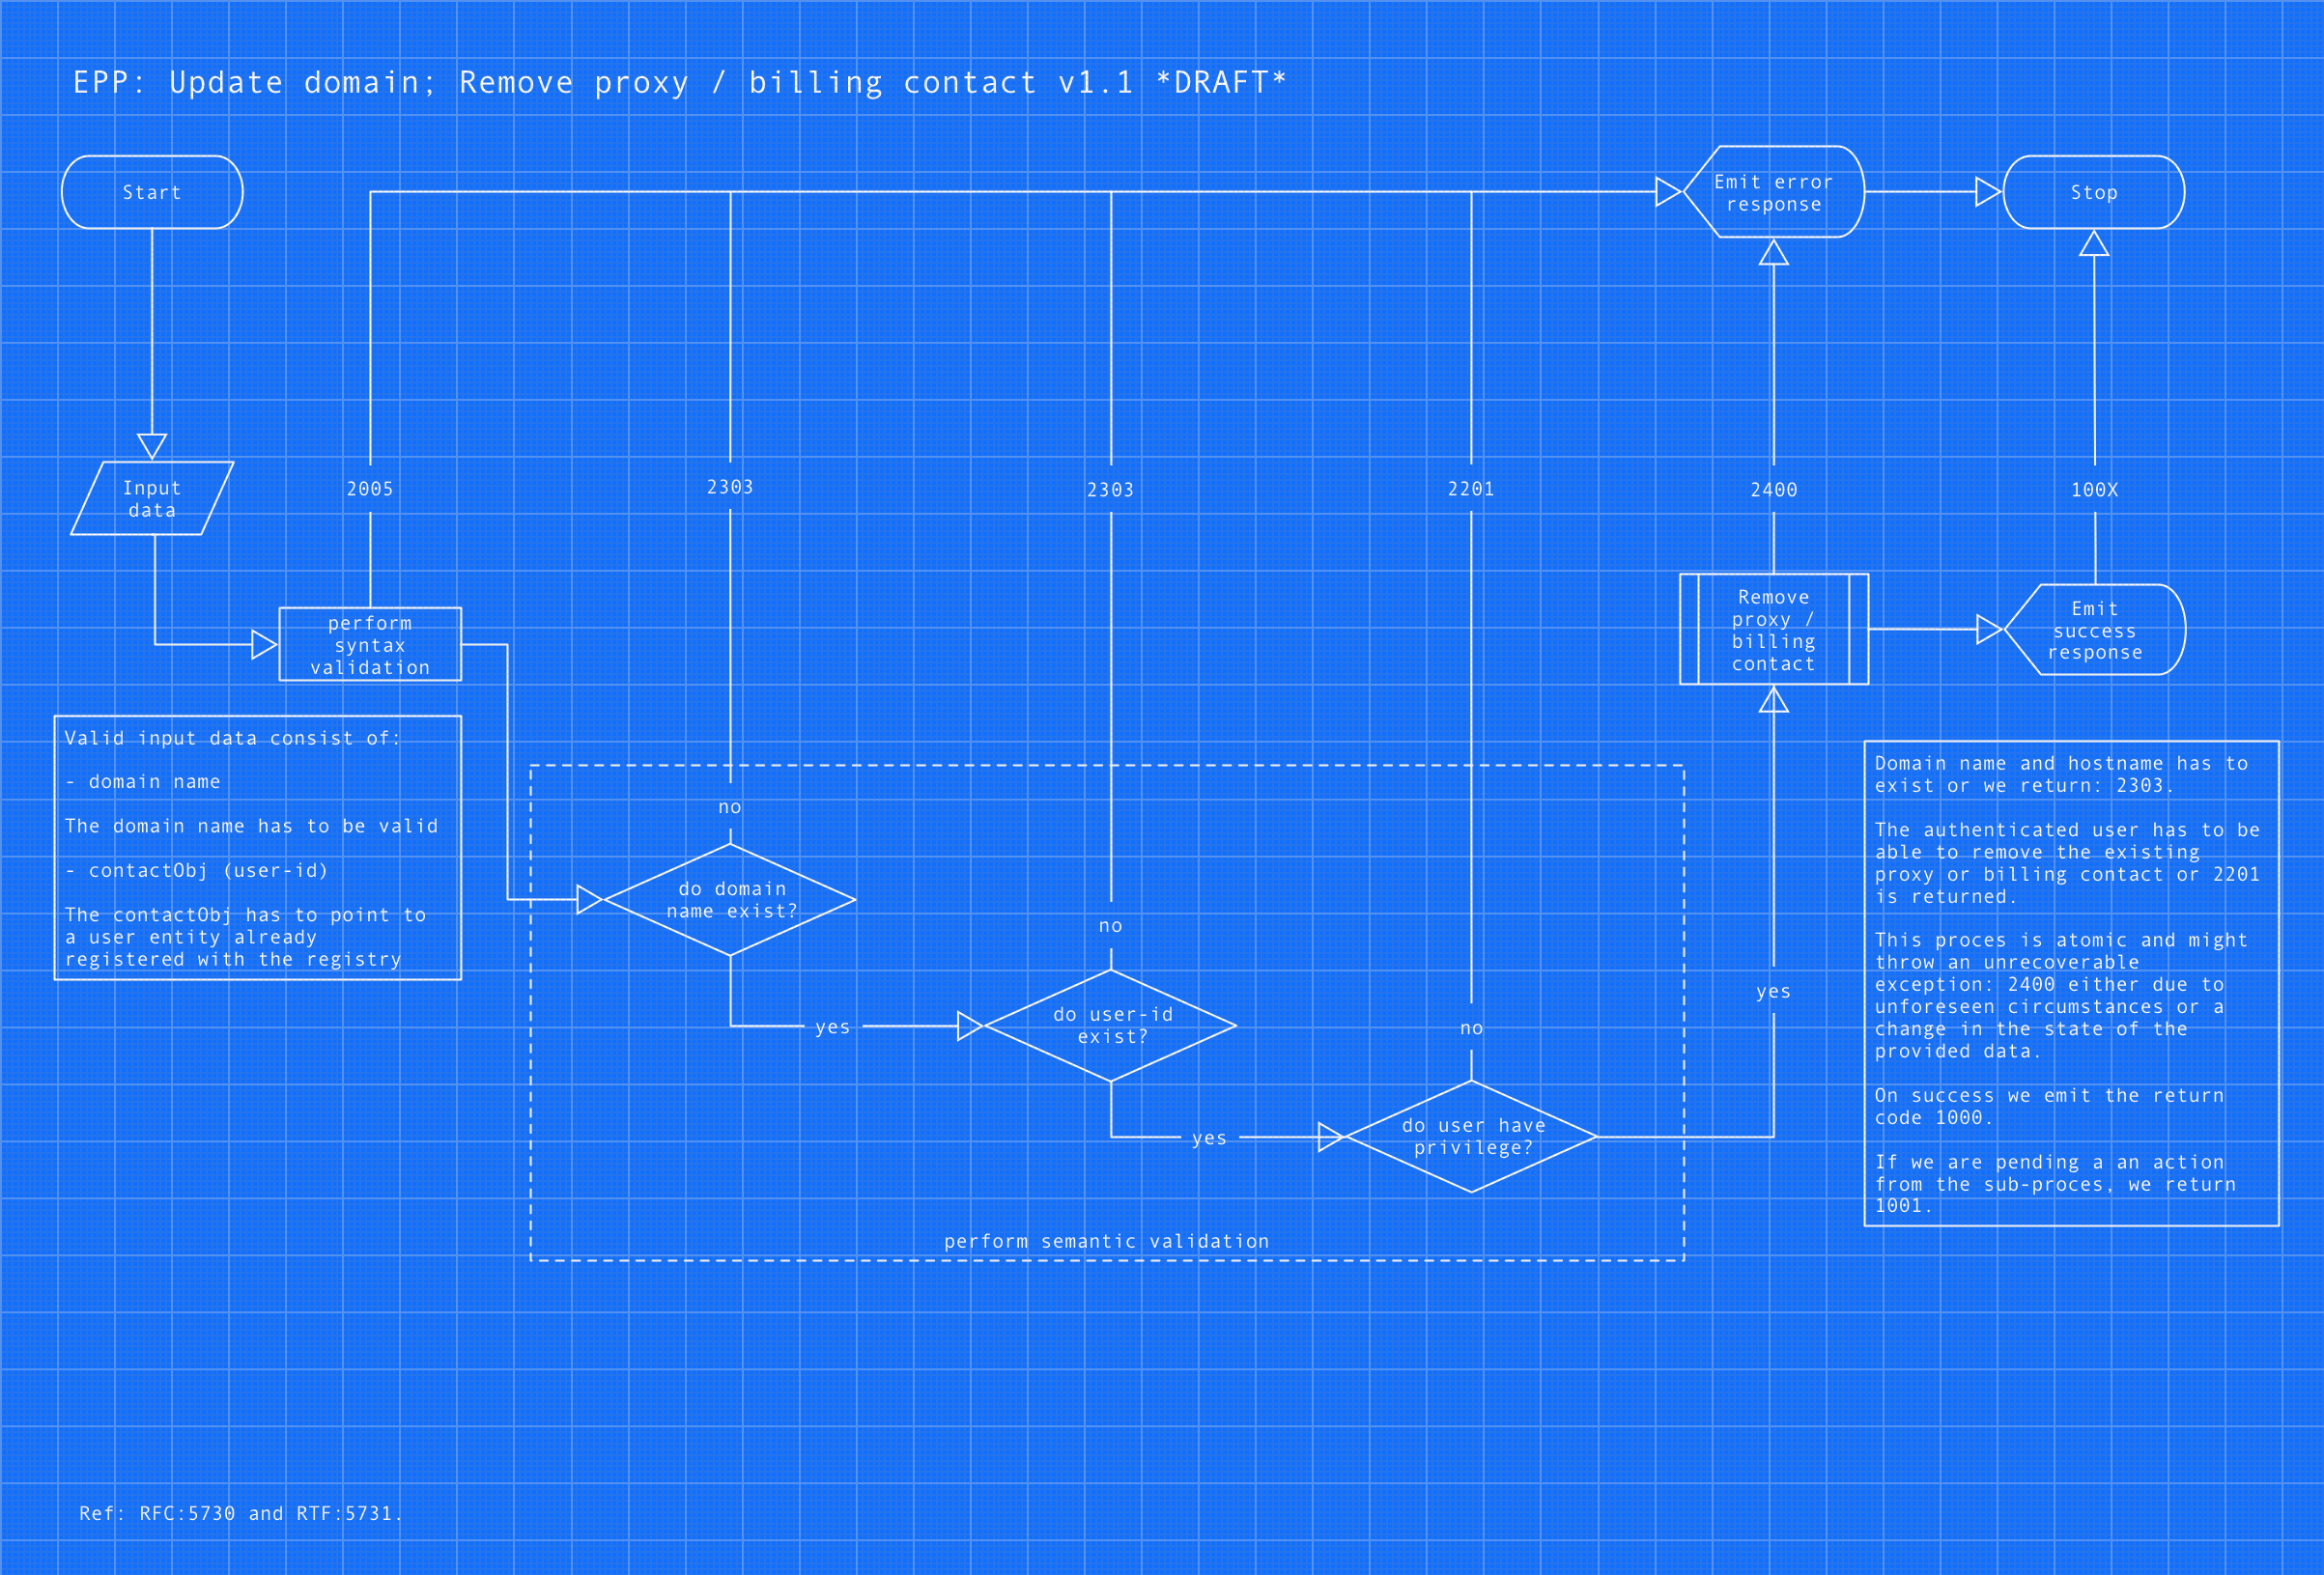 EPP: Update domain; Remove proxy / billing contact v1.1 *DRAFT*
Start
Emit error
response
Stop
Input
data
2005
2303
2303
2201
2400
100X
perform
syntax
validation
Remove
proxy /
billing
contact
Emit
success
response
Valid input data consist of:
- domain name
The domain name has to be valid
- contactObj (user-id)
The contactObj has to point to
a user entity already
registered with the registry
no
do domain
name exist?
yes
no
do user-id
exist?
yes
no
do user have
privilege?
yes
perform semantic validation
Domain name and hostname has to
exist or we return: 2303.
The authenticated user has to be
able to remove the existing
proxy or billing contact or 2201
is returned.
This proces is atomic and might
throw an unrecoverable
exception: 2400 either due to
unforeseen circumstances or a
change in the state of the
provided data.
On success we emit the return
code 1000.
If we are pending a an action
from the sub-proces, we return
1001.
Ref: RFC:5730 and RTF:5731.